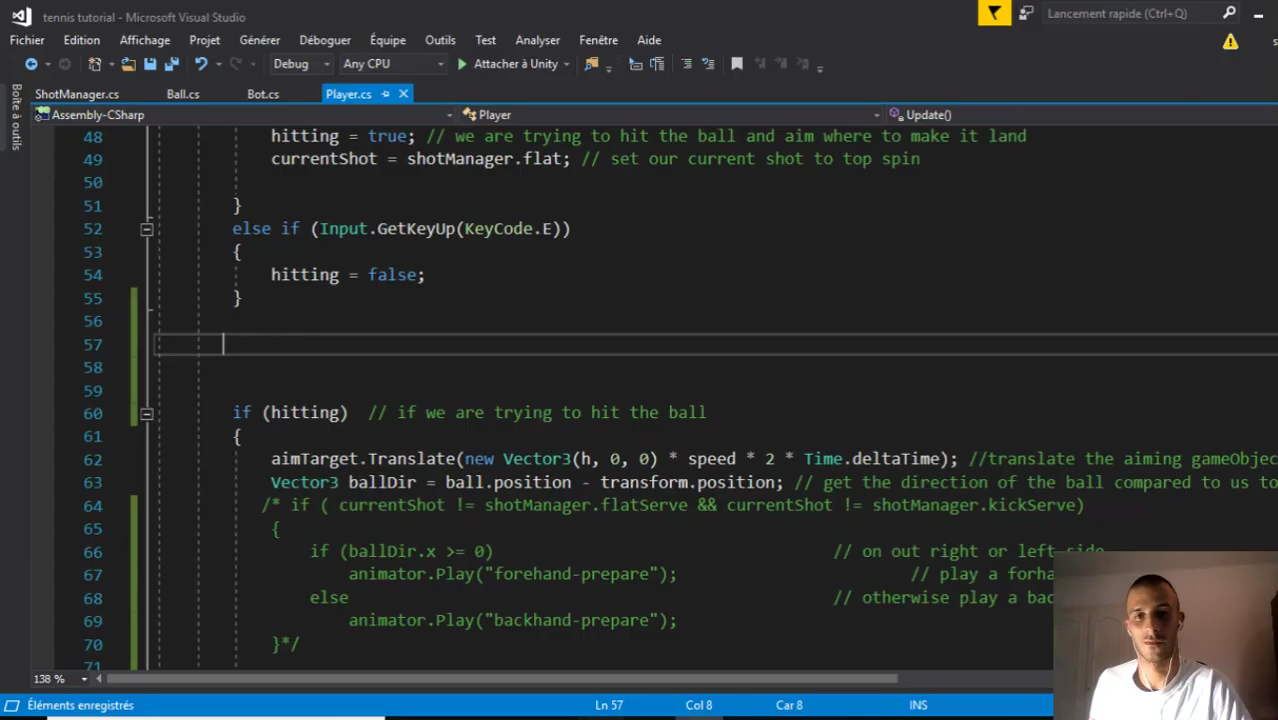 tennis tutorial - Microsoft Visual Studio
Lancement rapide (Ctrl+Q)
Fichier Edition Affichage Projet Générer Déboguer Équipe Outils Test Analyser Fenêtre Aide
Debug Any CPU Attacher à Unity
Boîte à outils
ShotManager.cs Ball.cs Bot.cs Player.cs
Assembly-CSharp Player Update()
48 hitting = true; // we are trying to hit the ball and aim where to make it land
49 currentShot = shotManager.flat; // set our current shot to top spin
50
51 }
52 else if (Input.GetKeyUp(KeyCode.E))
53 {
54 hitting = false;
55 }
56
57
58
59
60 if (hitting) // if we are trying to hit the ball
61 {
62 aimTarget.Translate(new Vector3(h, 0, 0) * speed * 2 * Time.deltaTime); //translate the aiming gameObjec
63 Vector3 ballDir = ball.position - transform.position; // get the direction of the ball compared to us to
64 /* if ( currentShot != shotManager.flatServe && currentShot != shotManager.kickServe)
65 {
66 if (ballDir.x >= 0) // on out right or left side
67 animator.Play("forehand-prepare"); // play a forha
68 else // otherwise play a bac
69 animator.Play("backhand-prepare");
70 }*/
71
138 %
Éléments enregistrés Ln 57 Col 8 Car 8 INS